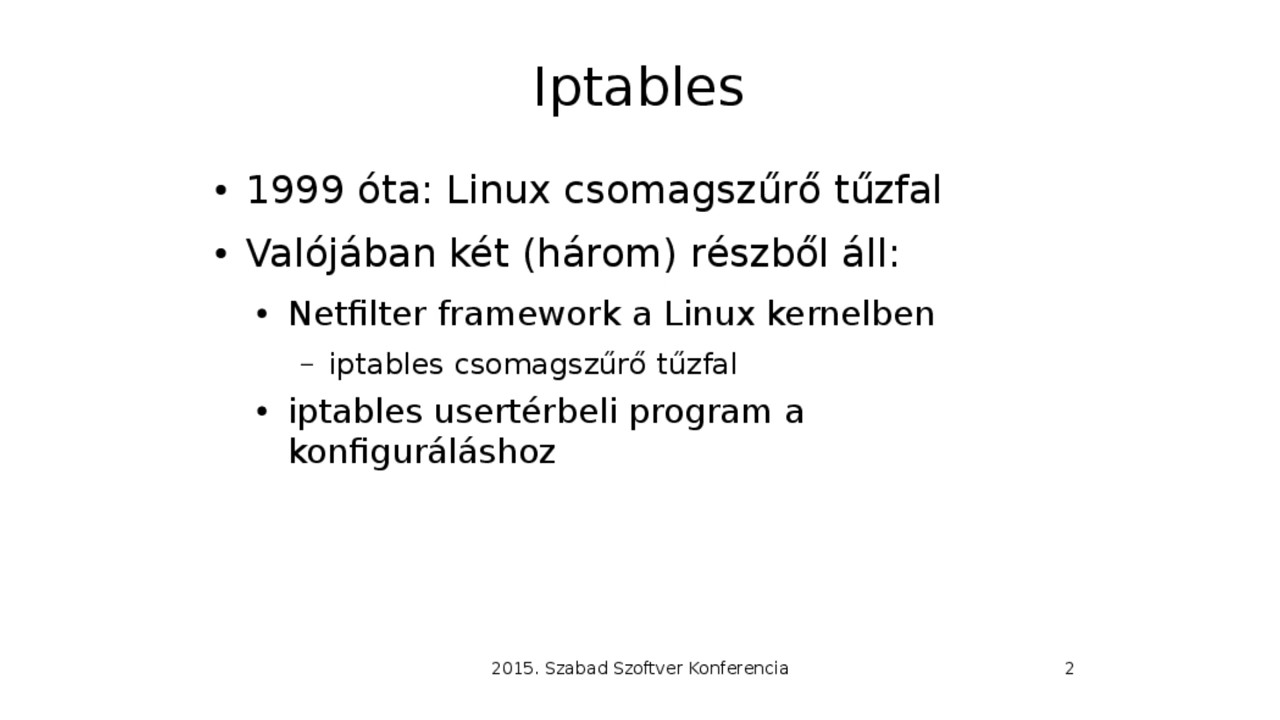 Iptables
• 1999 óta: Linux csomagszűrő tűzfal
• Valójában két (három) részből áll:
• Netfilter framework a Linux kernelben
– iptables csomagszűrő tűzfal
• iptables usertérbeli program a
konfiguráláshoz
2015. Szabad Szoftver Konferencia 2